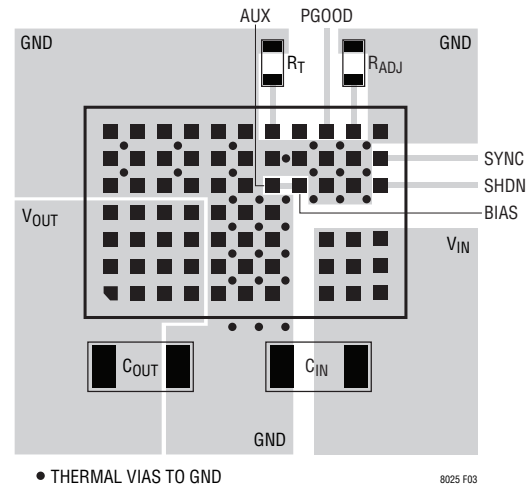 AUX PGOOD
GND GND
RT RADJ
SYNC
SHDN
BIAS
VOUT
VIN
COUT CIN
GND
● THERMAL VIAS TO GND
8025 F03